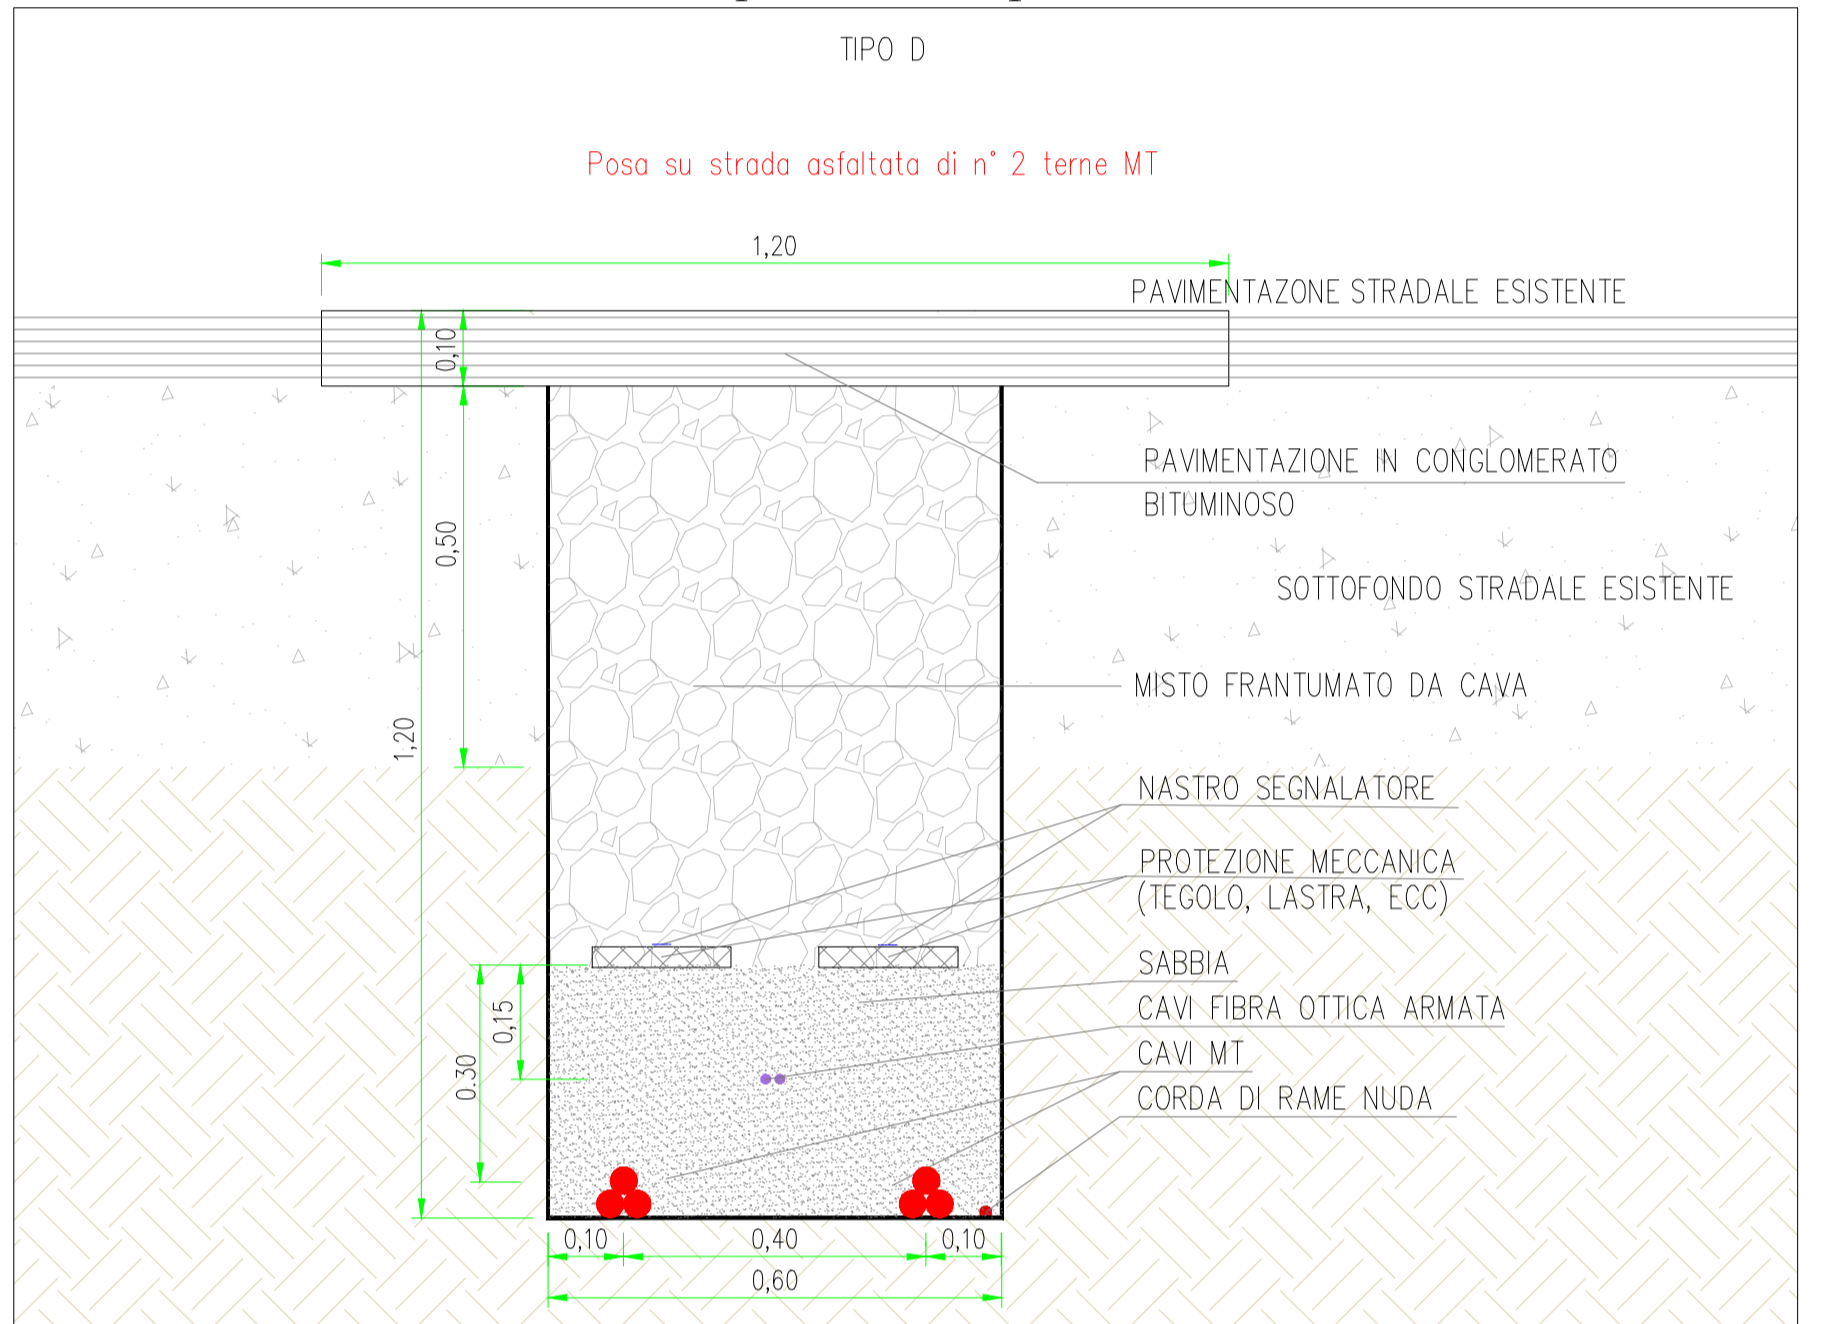 TIPO D
Posa su strada asfaltata di n° 2 terne MT
1,20
PAVIMENTAZONE STRADALE ESISTENTE
0,10
PAVIMENTAZIONE IN CONGLOMERATO
BITUMINOSO
0,50
SOTTOFONDO STRADALE ESISTENTE
MISTO FRANTUMATO DA CAVA
1,20
NASTRO SEGNALATORE
PROTEZIONE MECCANICA
(TEGOLO, LASTRA, ECC)
SABBIA
0,15
CAVI FIBRA OTTICA ARMATA
CAVI MT
0.30
CORDA DI RAME NUDA
0,10 0,40 0,10
0,60